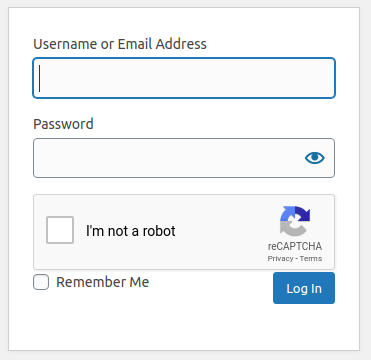 Username or Email Address
Password
I'm not a robot
reCAPTCHA
Privacy - Terms
Remember Me
Log In